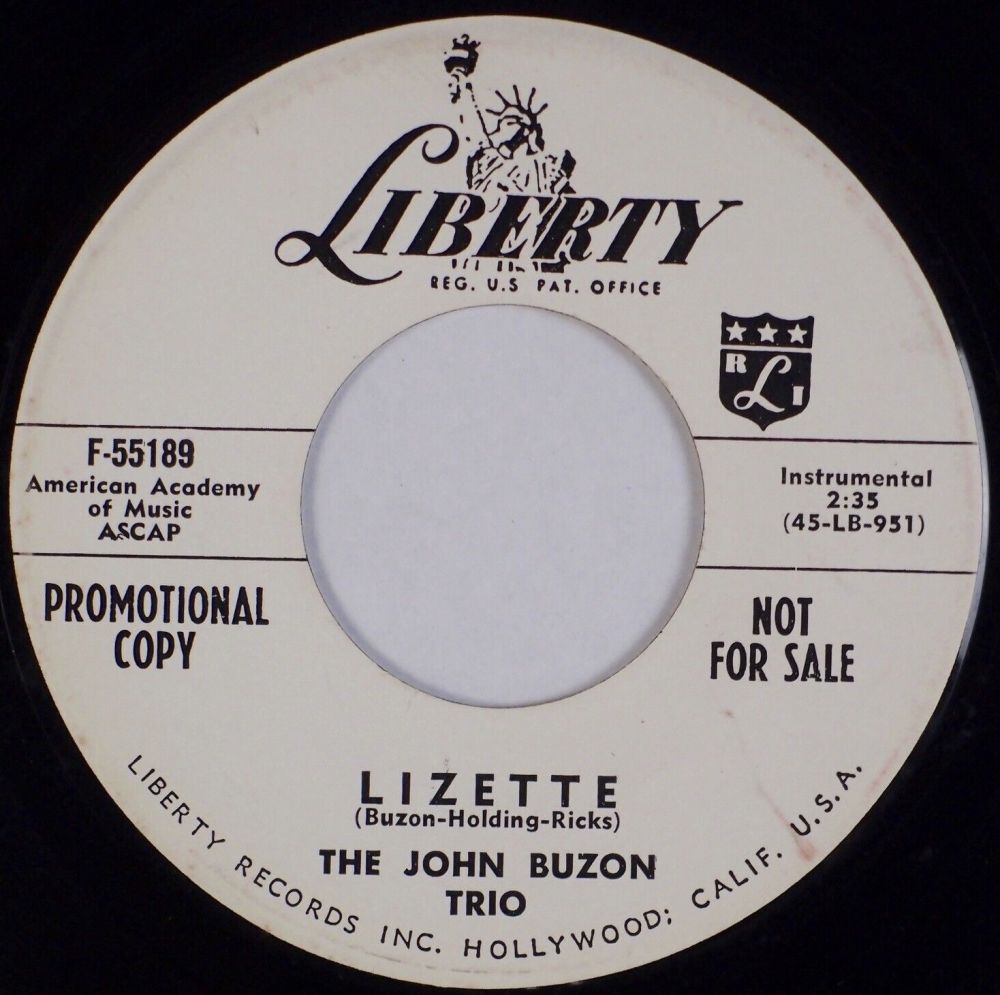 LIBERTY
REG. U.S PAT. OFFICE
R L I
F-55189
American Academy
of Music
ASCAP
Instrumental
2:35
(45-LB-951)
PROMOTIONAL
COPY
NOT
FOR SALE
LIZETTE
(Buzon-Holding-Ricks)
THE JOHN BUZON
TRIO
LIBERTY RECORDS INC. HOLLYWOOD; CALIF. U.S.A.